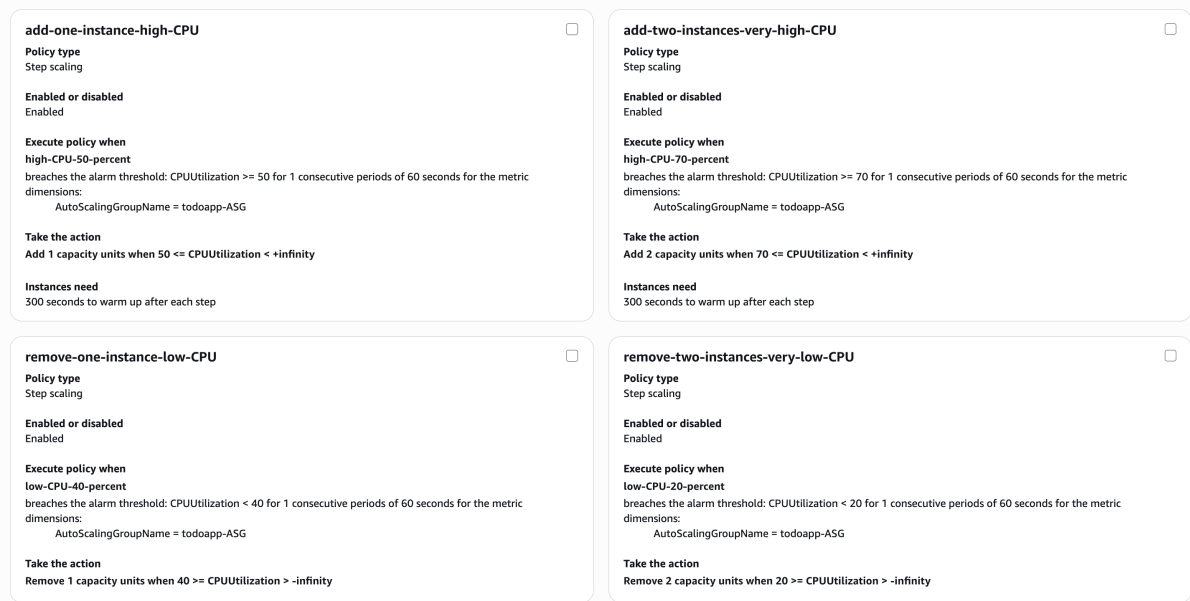 add-one-instance-high-CPU
Policy type
Step scaling
Enabled or disabled
Enabled
Execute policy when
high-CPU-50-percent
breaches the alarm threshold: CPUUtilization >= 50 for 1 consecutive periods of 60 seconds for the metric
dimensions:
AutoScalingGroupName = todoapp-ASG
Take the action
Add 1 capacity units when 50 <= CPUUtilization < +infinity
Instances need
300 seconds to warm up after each step
add-two-instances-very-high-CPU
Policy type
Step scaling
Enabled or disabled
Enabled
Execute policy when
high-CPU-70-percent
breaches the alarm threshold: CPUUtilization >= 70 for 1 consecutive periods of 60 seconds for the metric
dimensions:
AutoScalingGroupName = todoapp-ASG
Take the action
Add 2 capacity units when 70 <= CPUUtilization < +infinity
Instances need
300 seconds to warm up after each step
remove-one-instance-low-CPU
Policy type
Step scaling
Enabled or disabled
Enabled
Execute policy when
low-CPU-40-percent
breaches the alarm threshold: CPUUtilization < 40 for 1 consecutive periods of 60 seconds for the metric
dimensions:
AutoScalingGroupName = todoapp-ASG
Take the action
Remove 1 capacity units when 40 >= CPUUtilization > -infinity
remove-two-instances-very-low-CPU
Policy type
Step scaling
Enabled or disabled
Enabled
Execute policy when
low-CPU-20-percent
breaches the alarm threshold: CPUUtilization < 20 for 1 consecutive periods of 60 seconds for the metric
dimensions:
AutoScalingGroupName = todoapp-ASG
Take the action
Remove 2 capacity units when 20 >= CPUUtilization > -infinity